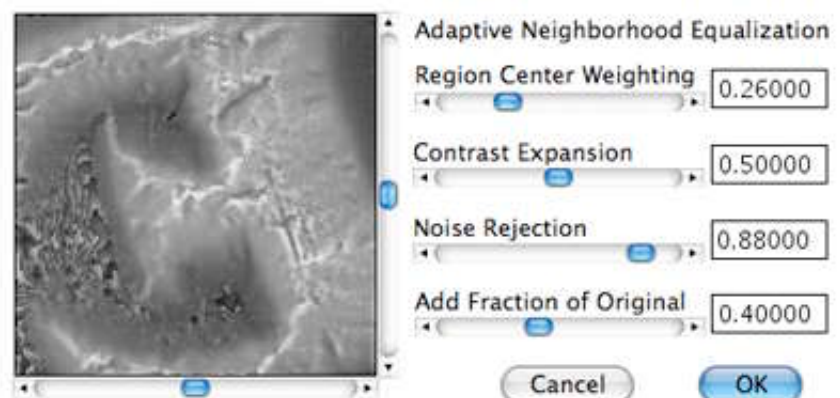 Adaptive Neighborhood Equalization
Region Center Weighting
0.26000
Contrast Expansion
0.50000
Noise Rejection
0.88000
Add Fraction of Original
0.40000
Cancel
OK